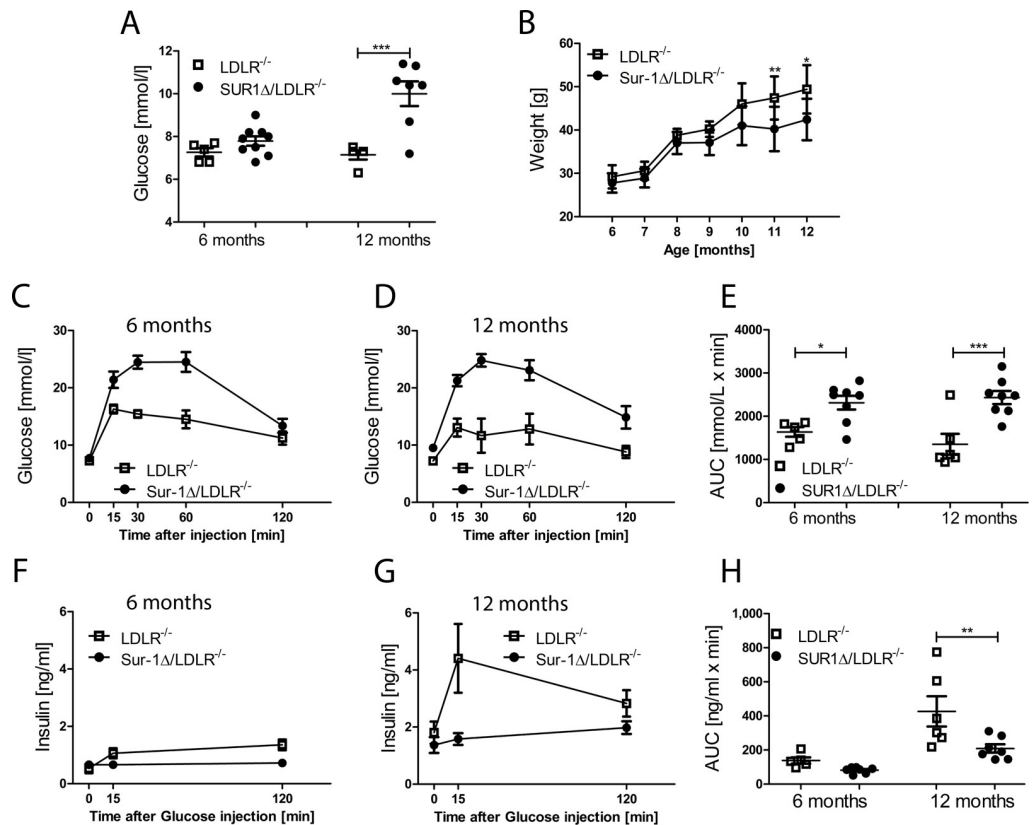 A
Glucose [mmol/l]
12
10
8
6
4
LDLR-/-
SUR1Δ/LDLR-/-
***
6 months
12 months
B
Weight [g]
60
50
40
30
20
LDLR-/-
Sur-1Δ/LDLR-/-
**
*
6 7 8 9 10 11 12
Age [months]
C
6 months
Glucose [mmol/l]
30
20
10
0
LDLR-/-
Sur-1Δ/LDLR-/-
0 15 30 60 120
Time after injection [min]
D
12 months
Glucose [mmol/l]
30
20
10
0
LDLR-/-
Sur-1Δ/LDLR-/-
0 15 30 60 120
Time after injection [min]
E
AUC [mmol/L x min]
4000
3000
2000
1000
0
*
***
LDLR-/-
SUR1Δ/LDLR-/-
6 months
12 months
F
6 months
Insulin [ng/ml]
6
4
2
0
LDLR-/-
Sur-1Δ/LDLR-/-
0 15 120
Time after Glucose injection [min]
G
12 months
Insulin [ng/ml]
6
4
2
0
LDLR-/-
Sur-1Δ/LDLR-/-
0 15 120
Time after Glucose injection [min]
H
AUC [ng/ml x min]
1,000
800
600
400
200
0
LDLR-/-
SUR1Δ/LDLR-/-
**
6 months
12 months